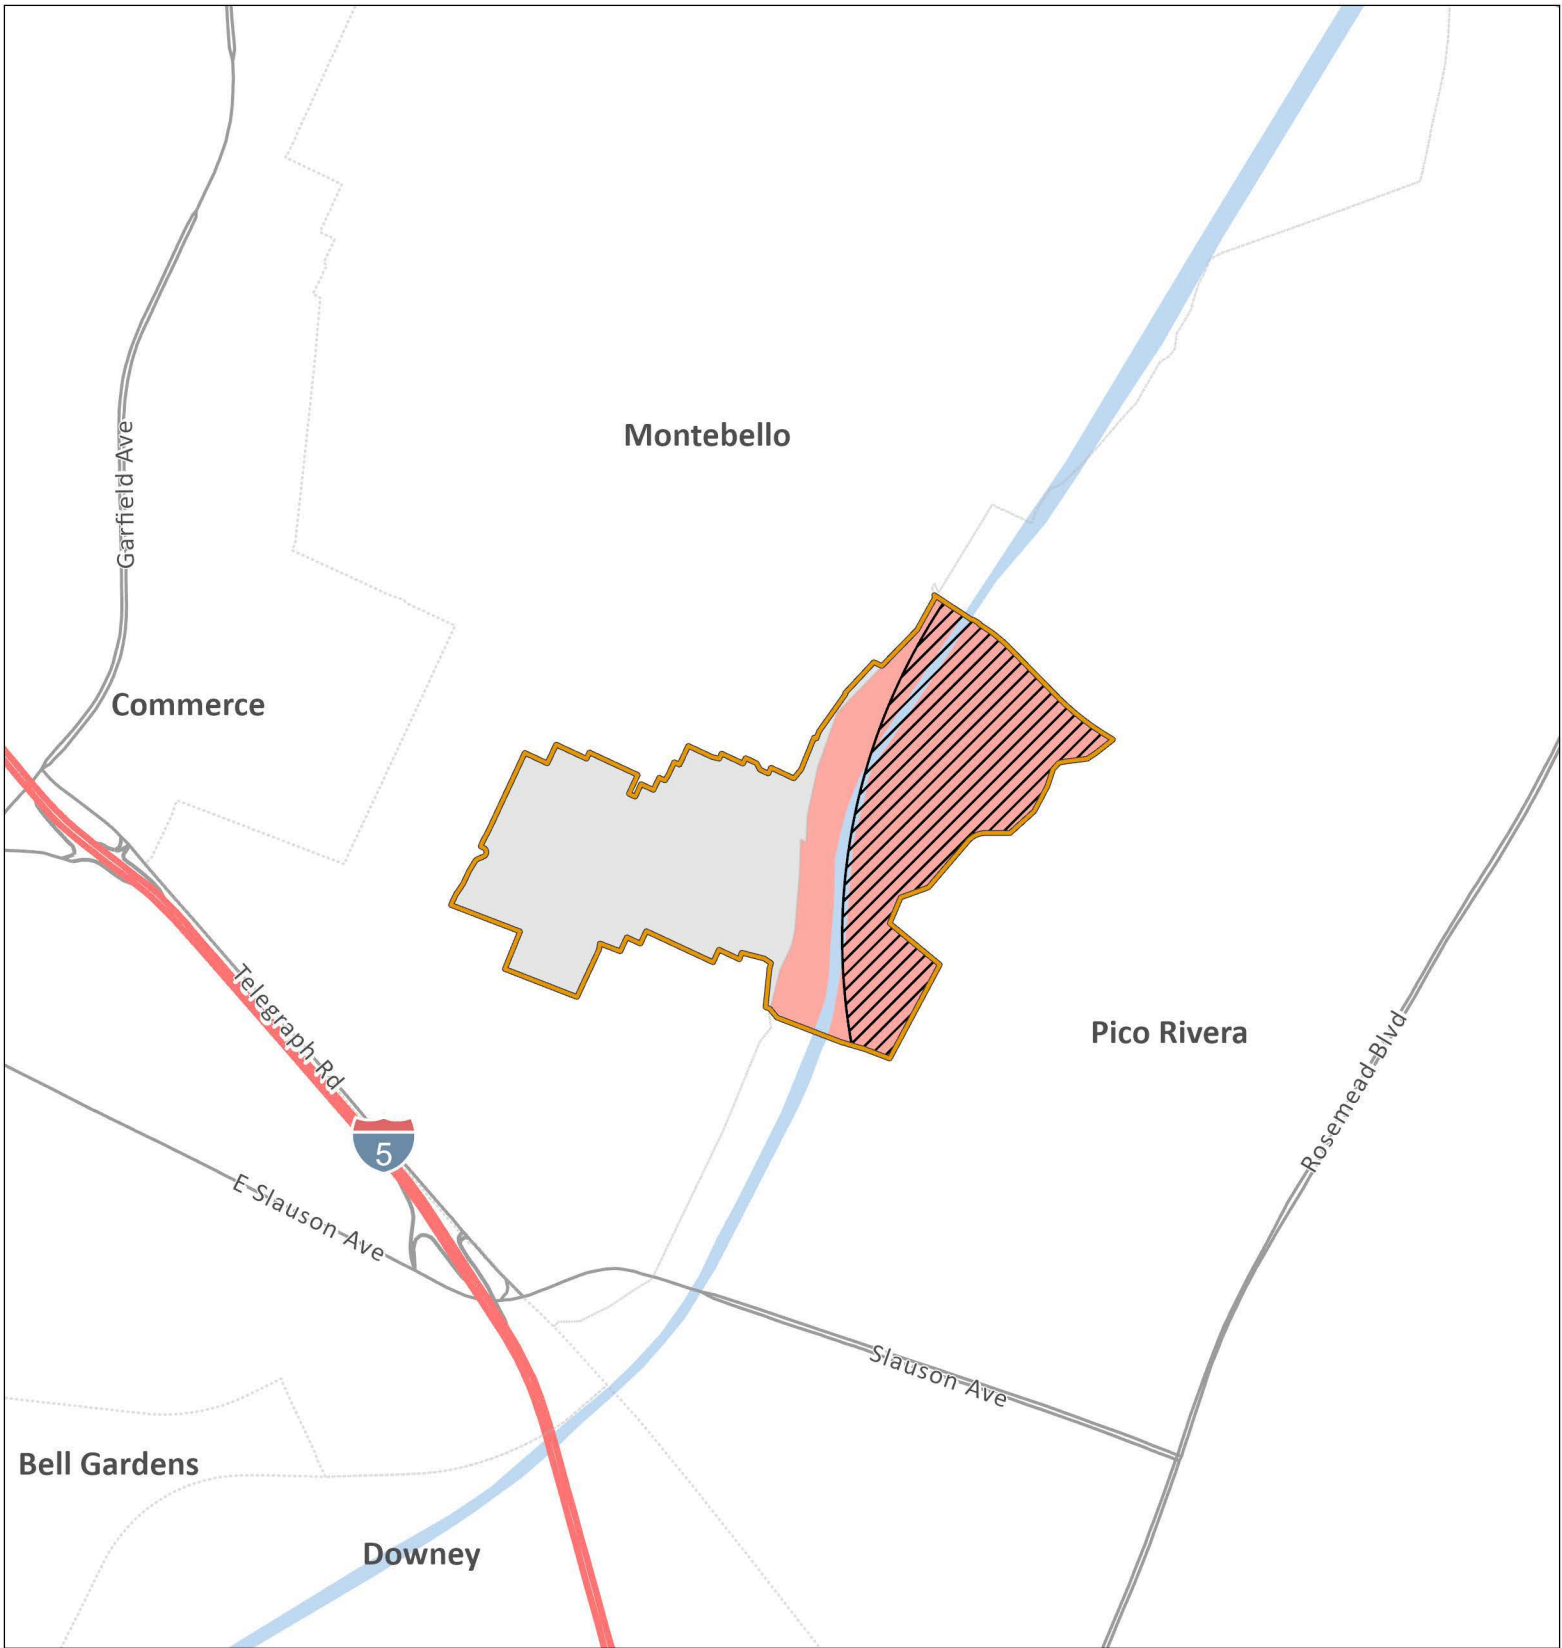 Garfield Ave
Montebello
Commerce
Telegraph Rd
Pico Rivera
Rosemead Blvd
5
E Slauson Ave
Slauson Ave
Bell Gardens
Downey